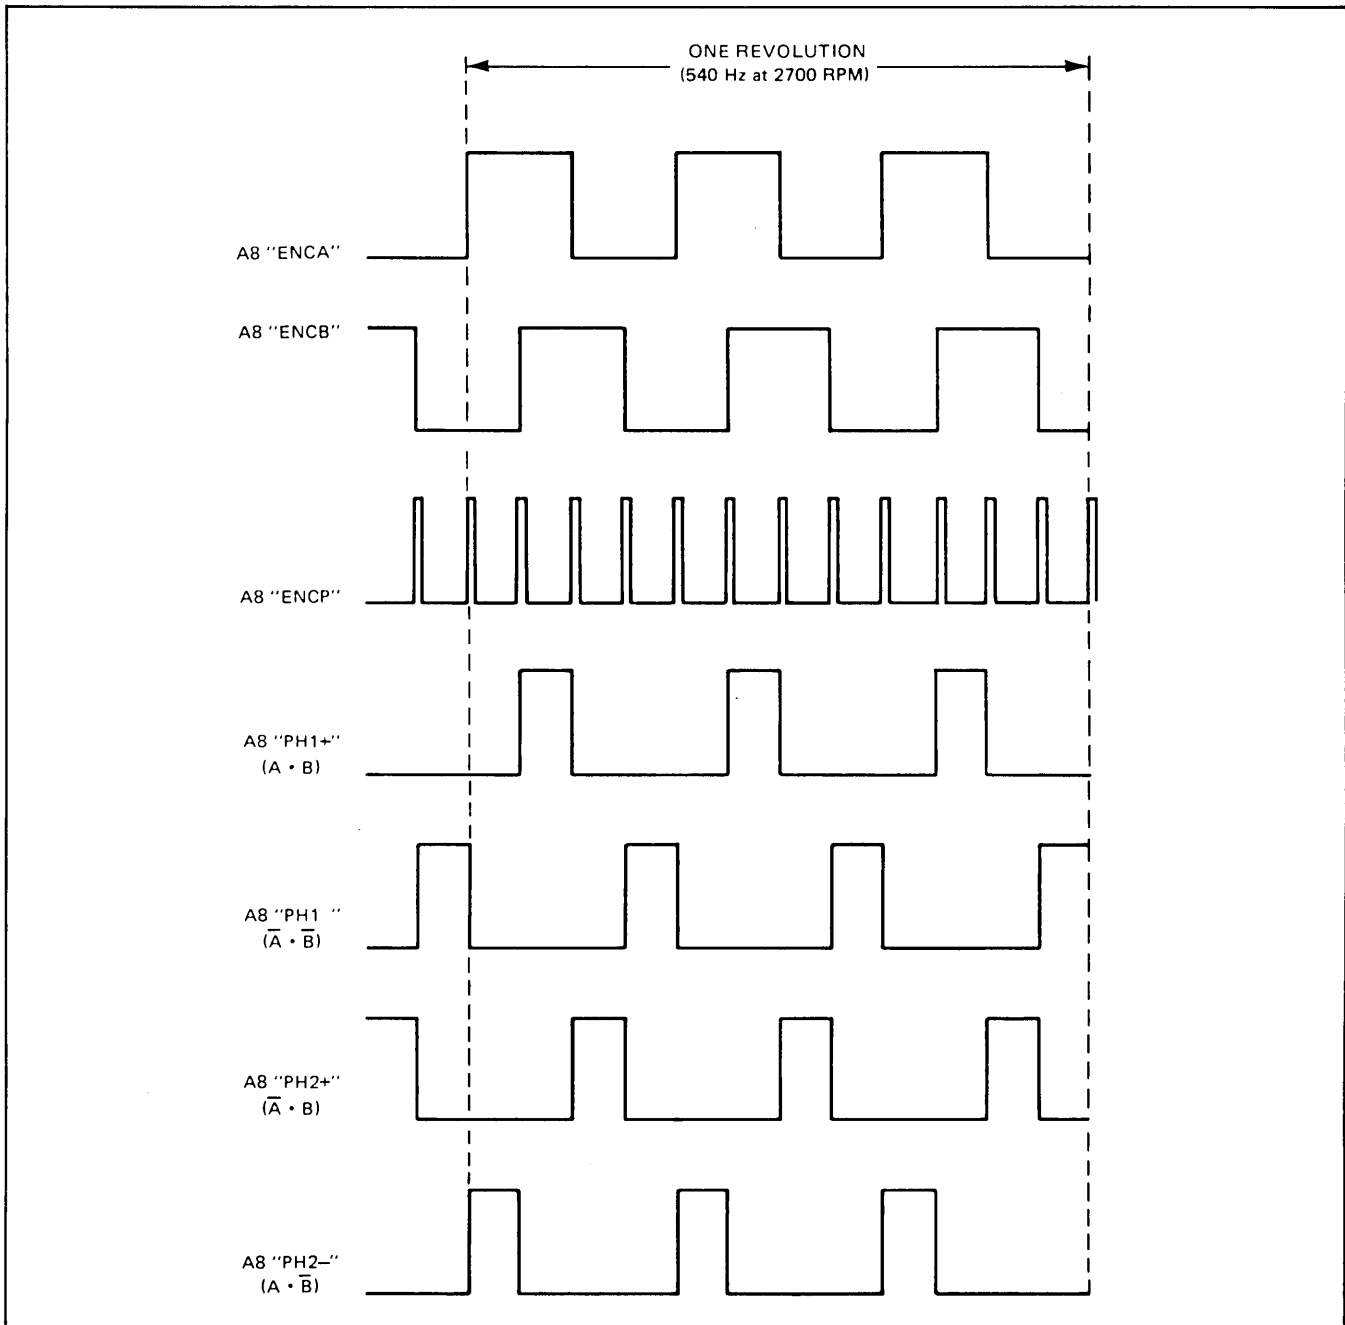 ONE REVOLUTION
(540 Hz at 2700 RPM)
A8 "ENCA"
A8 "ENCB"
A8 "ENCP"
A8 "PH1+"
(A • B)
A8 "PH1 "
(A̅ • B̅)
A8 "PH2+"
(A̅ • B)
A8 "PH2–"
(A • B̅)